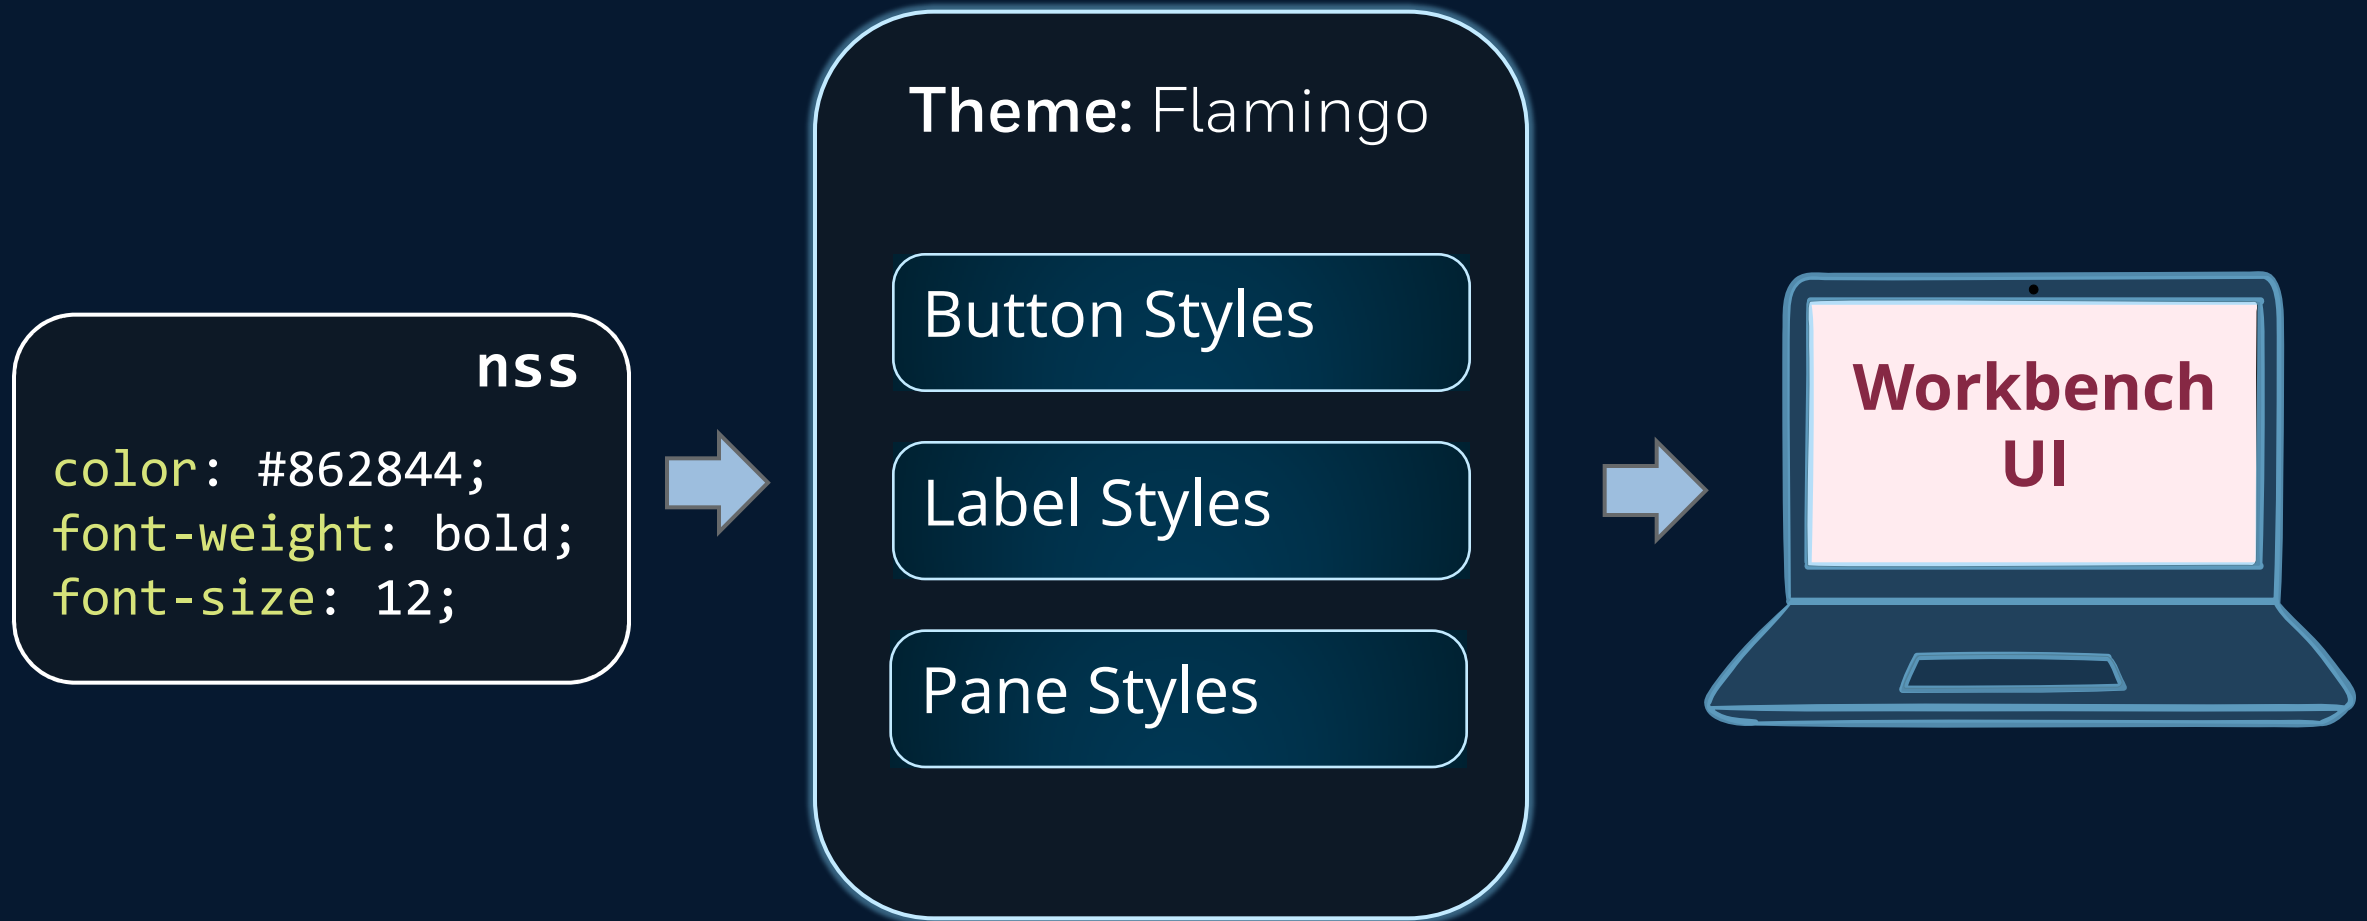 nss
color: #862844;
font-weight: bold;
font-size: 12;
Theme: Flamingo
Button Styles
Label Styles
Pane Styles
Workbench
UI